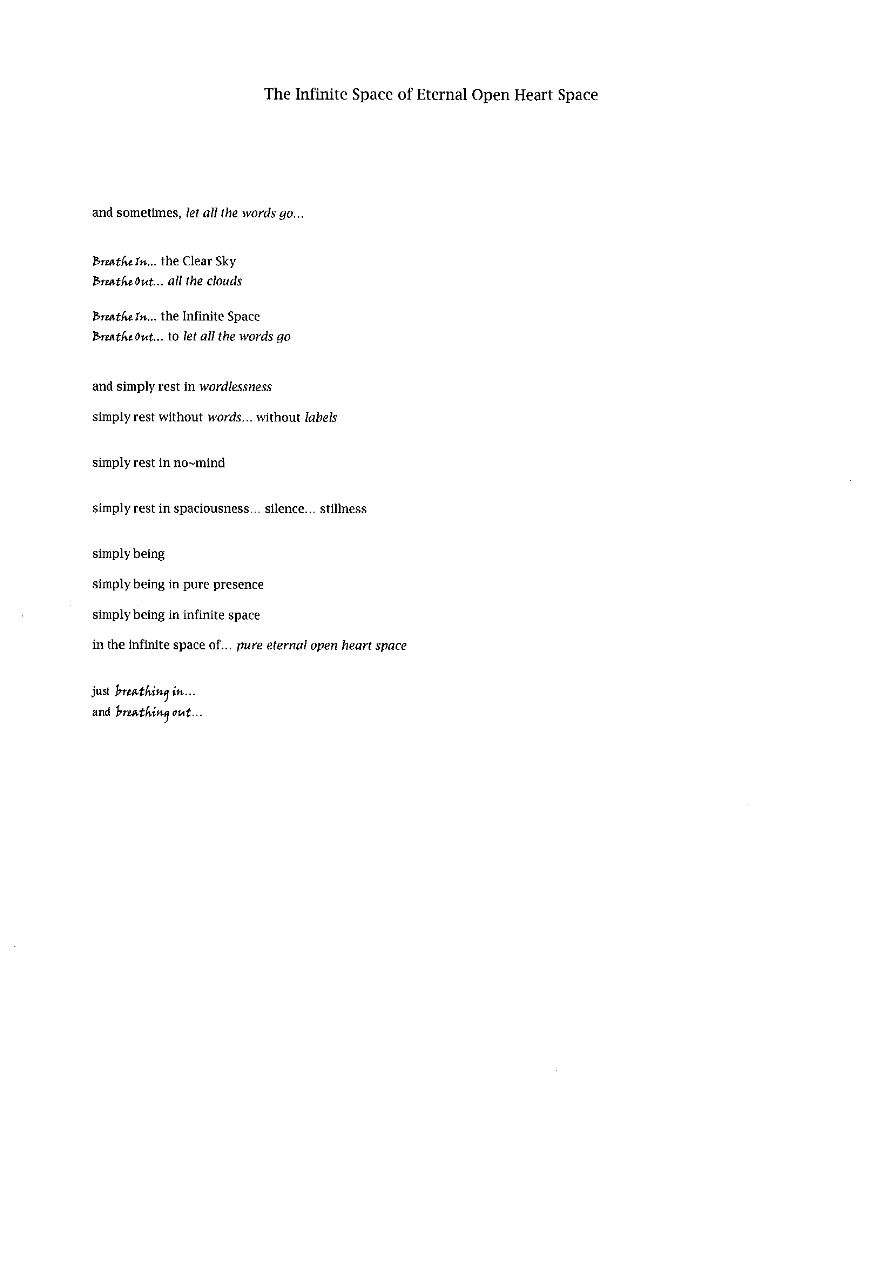 The Infinite Space of Eternal Open Heart Space
and sometimes, let all the words go...
Breathe In... the Clear Sky
Breathe Out... all the clouds
Breathe In... the Infinite Space
Breathe Out... to let all the words go
and simply rest in wordlessness
simply rest without words... without labels
simply rest in no~mind
simply rest in spaciousness... silence... stillness
simply being
simply being in pure presence
simply being in infinite space
in the infinite space of... pure eternal open heart space
just breathing in...
and breathing out...